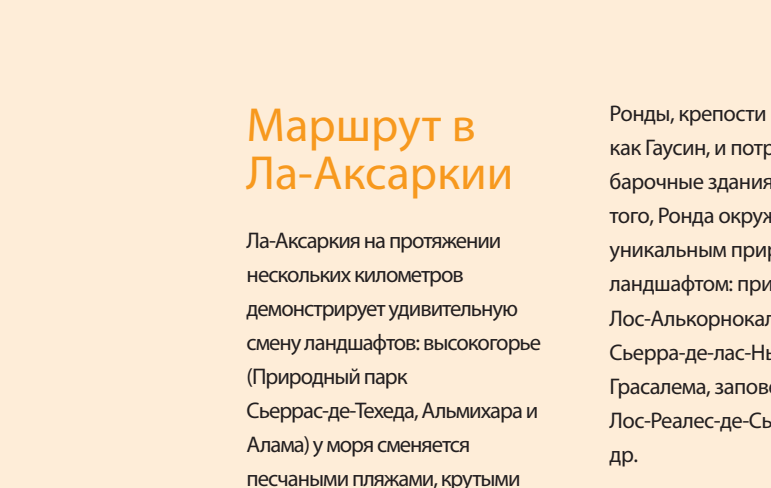 Маршрут в
Ла-Аксаркии
Ла-Аксаркия на протяжении
нескольких километров
демонстрирует удивительную
смену ландшафтов: высокогорье
(Природный парк
Сьеррас-де-Техеда, Альмихара и
Алама) у моря сменяется
песчаными пляжами, крутыми
Ронды, крепости
как Гаусин, и
барочные здания
того, Ронда
уникальным
ландшафтом:
Грасалема,
др.